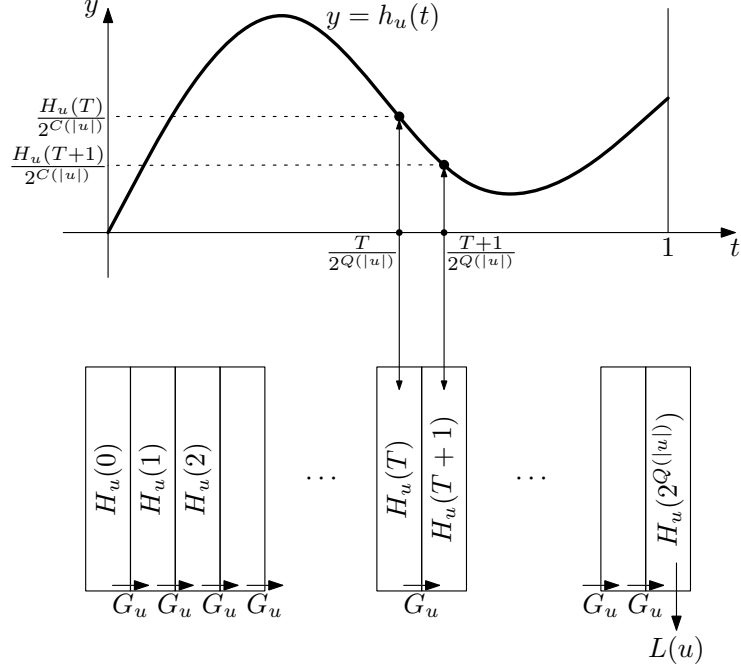 y
y = h_u(t)
H_u(T)
2^{C(|u|)}
H_u(T+1)
2^{C(|u|)}
T
2^{Q(|u|)}
T+1
2^{Q(|u|)}
1
t
H_u(0)
H_u(1)
H_u(2)
...
H_u(T)
H_u(T + 1)
...
H_u(2^{Q(|u|)})
G_u G_u G_u G_u G_u G_u G_u
L(u)